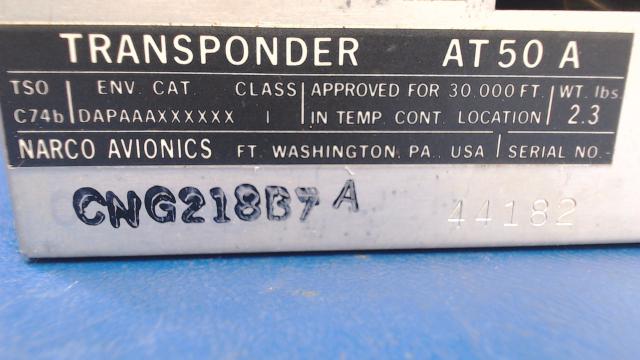 TRANSPONDER AT50 A
TSO ENV. CAT. CLASS APPROVED FOR 30,000 FT. WT. lbs.
C74b DAPAAAXXXXXX I IN TEMP. CONT. LOCATION 2.3
NARCO AVIONICS FT. WASHINGTON, PA., USA SERIAL NO.
CNG218B7 A 44182